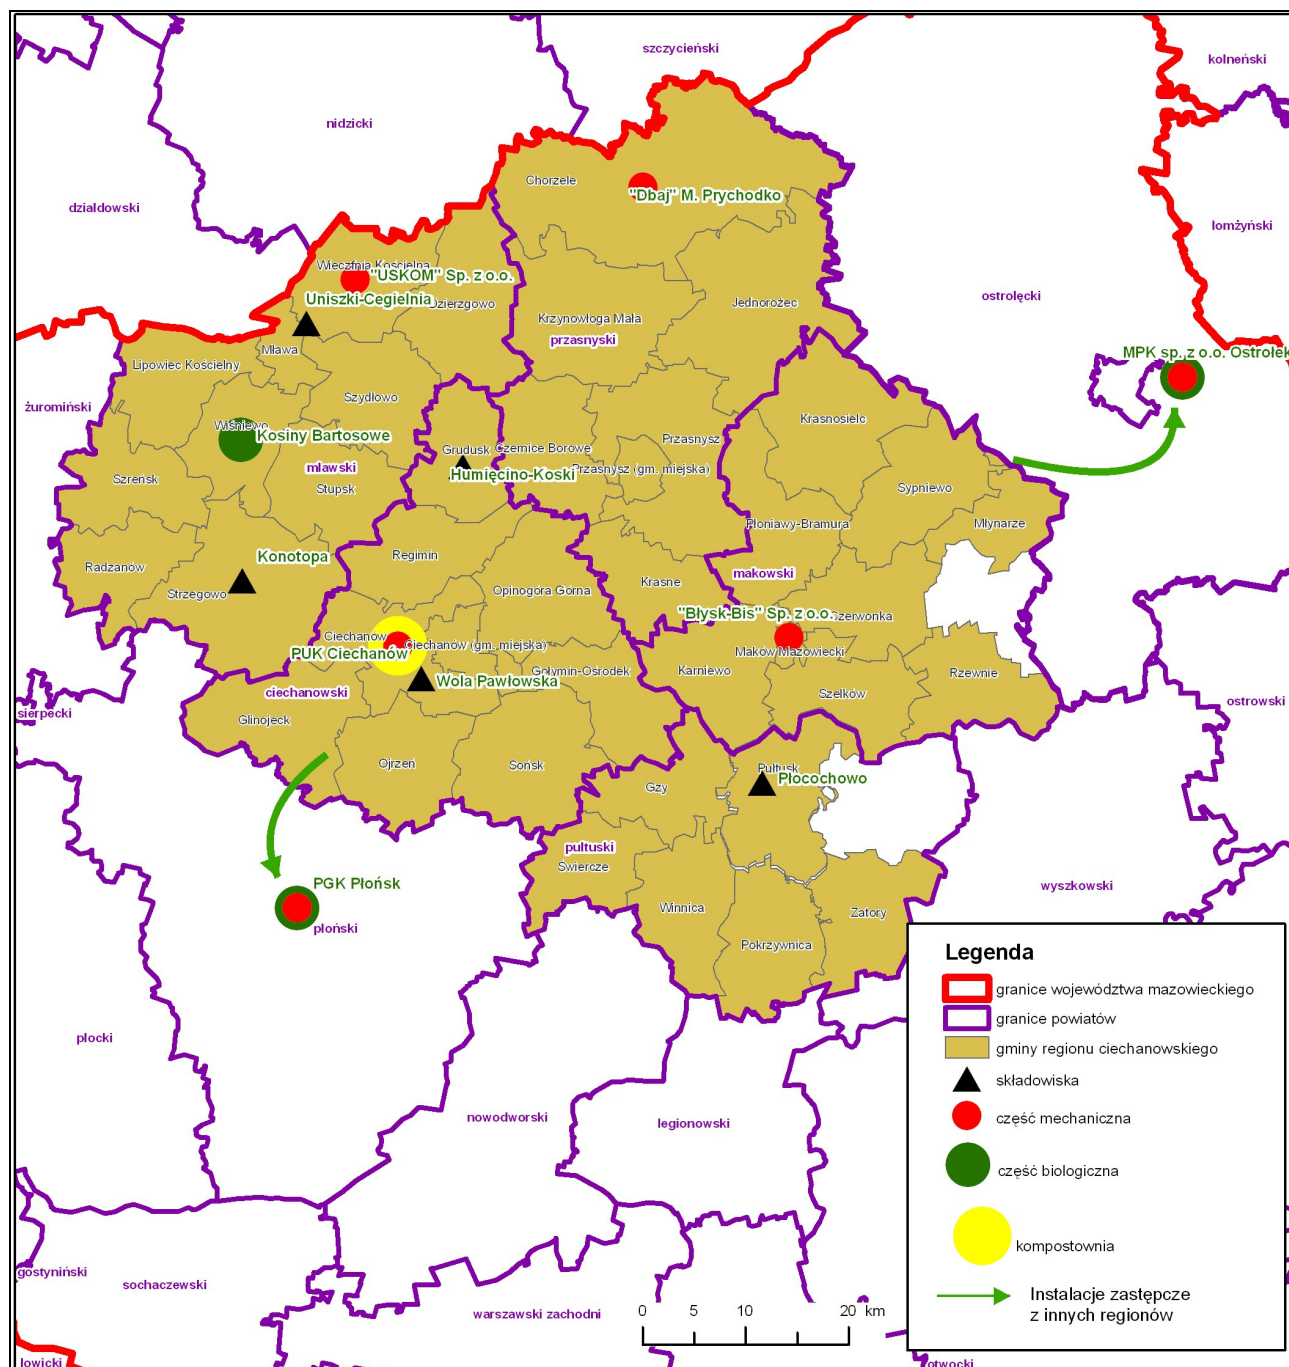 szczycieński
kolneński
nidzicki
Chorzele
"Dbaj" M. Prychodko
działdowski
łomżyński
Wieczfnia Kościelna
"USKOM" Sp. z o.o.
ostrołęcki
Uniszki-Cegielnia
Dzierzgowo
Jednorożec
Krzynowłoga Mała
przasnyski
Mława
MPK sp. z o.o. Ostrołęk
Lipowiec Kościelny
Szydłowo
żuromiński
Krasnosielc
Wiśniewo
Kosiny Bartosowe
Przasnysz
Grudusk
Czernice Borowe
mławski
Przasnysz (gm. miejska)
Humięcino-Koski
Szreńsk
Stupsk
Sypniewo
Płoniawy-Bramura
Młynarze
Konotopa
Regimin
Radzanów
makowski
Krasne
Strzegowo
Opinogóra Górna
"Błysk-Bis" Sp. z o.o.
Czerwonka
Ciechanów
Ciechanów (gm. miejska)
PUK Ciechanów
Maków Mazowiecki
Karniewo
Gołymin-Ośrodek
Rzewnie
Wola Pawłowska
ciechanowski
Szelków
sierpecki
Glinojeck
ostrowski
Ojrzeń
Sońsk
Pułtusk
Płocochowo
Gzy
pułtuski
Świercze
PGK Płońsk
wyszkowski
Winnica
Zatory
płoński
Pokrzywnica
Legenda
granice województwa mazowieckiego
granice powiatów
gminy regionu ciechanowskiego
składowiska
część mechaniczna
część biologiczna
kompostownia
Instalacje zastępcze
z innych regionów
płocki
nowodworski
legionowski
gostyniński
sochaczewski
warszawski zachodni
0 5 10 20 km
łowicki
otwocki